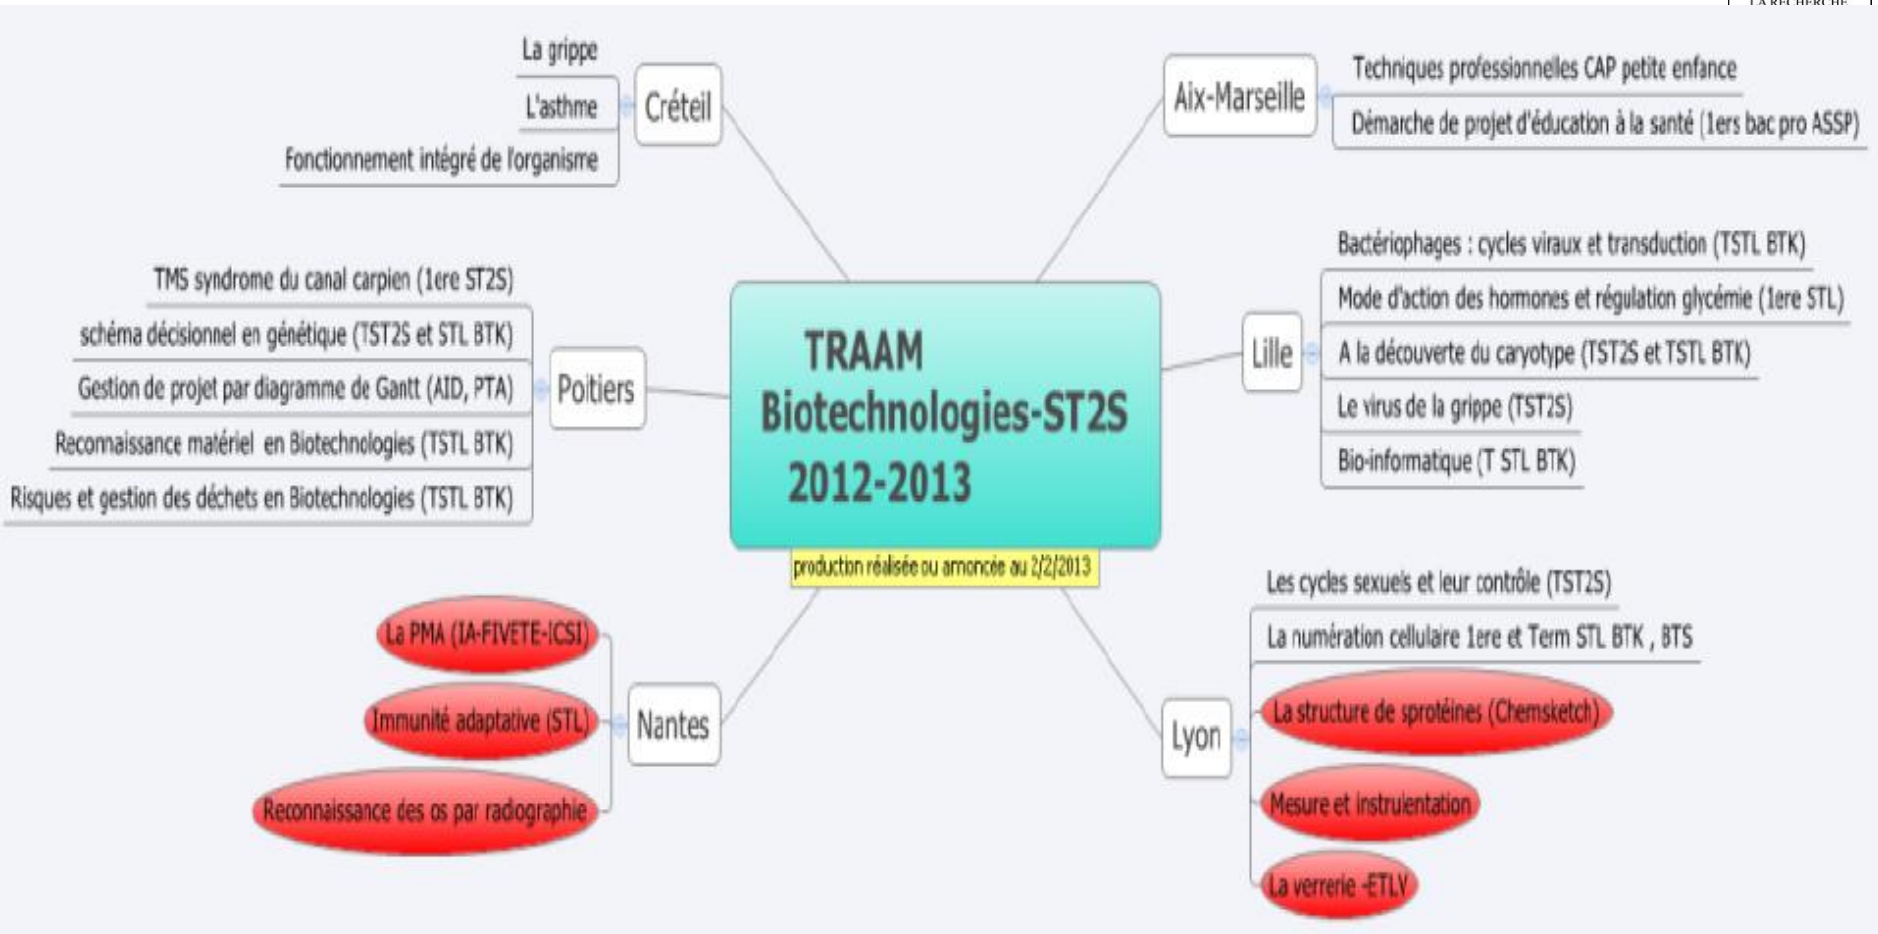 LA RECHERCHE
La grippe
L'asthme
Fonctionnement intégré de l'organisme
Créteil
Aix-Marseille
Techniques professionnelles CAP petite enfance
Démarche de projet d'éducation à la santé (1ers bac pro ASSP)
TMS syndrome du canal carpien (1ere ST2S)
schéma décisionnel en génétique (TST2S et STL BTK)
Gestion de projet par diagramme de Gantt (AID, PTA)
Reconnaissance matériel en Biotechnologies (TSTL BTK)
Risques et gestion des déchets en Biotechnologies (TSTL BTK)
Poitiers
TRAAM
Biotechnologies-ST2S
2012-2013
production réalisée ou annoncée au 2/2/2013
Lille
Bactériophages : cycles viraux et transduction (TSTL BTK)
Mode d'action des hormones et régulation glycémie (1ere STL)
A la découverte du caryotype (TST2S et TSTL BTK)
Le virus de la grippe (TST2S)
Bio-informatique (T STL BTK)
La PMA (IA-FIVETE-ICSI)
Immunité adaptative (STL)
Reconnaissance des os par radiographie
Nantes
Lyon
Les cycles sexuels et leur contrôle (TST2S)
La numération cellulaire 1ere et Term STL BTK , BTS
La structure de sprotéines (Chemsketch)
Mesure et instruientation
La verrerie -ETLV